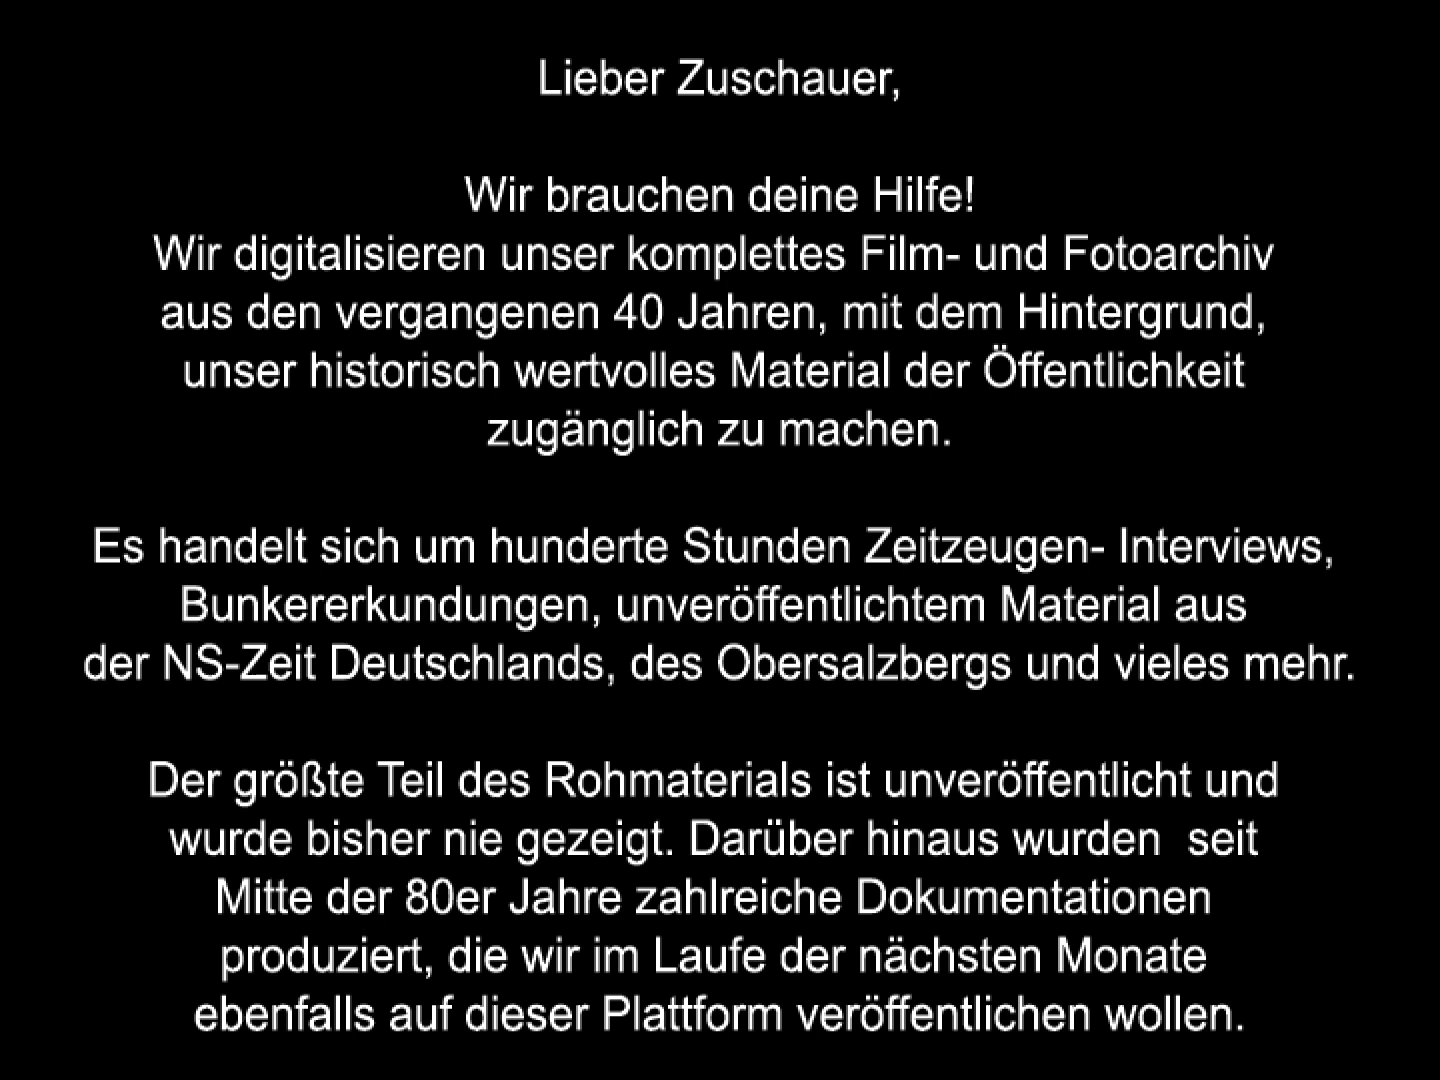 Lieber Zuschauer,
Wir brauchen deine Hilfe!
Wir digitalisieren unser komplettes Film- und Fotoarchiv
aus den vergangenen 40 Jahren, mit dem Hintergrund,
unser historisch wertvolles Material der Öffentlichkeit
zugänglich zu machen.
Es handelt sich um hunderte Stunden Zeitzeugen- Interviews,
Bunkererkundungen, unveröffentlichtem Material aus
der NS-Zeit Deutschlands, des Obersalzbergs und vieles mehr.
Der größte Teil des Rohmaterials ist unveröffentlicht und
wurde bisher nie gezeigt. Darüber hinaus wurden  seit
Mitte der 80er Jahre zahlreiche Dokumentationen
produziert, die wir im Laufe der nächsten Monate
ebenfalls auf dieser Plattform veröffentlichen wollen.